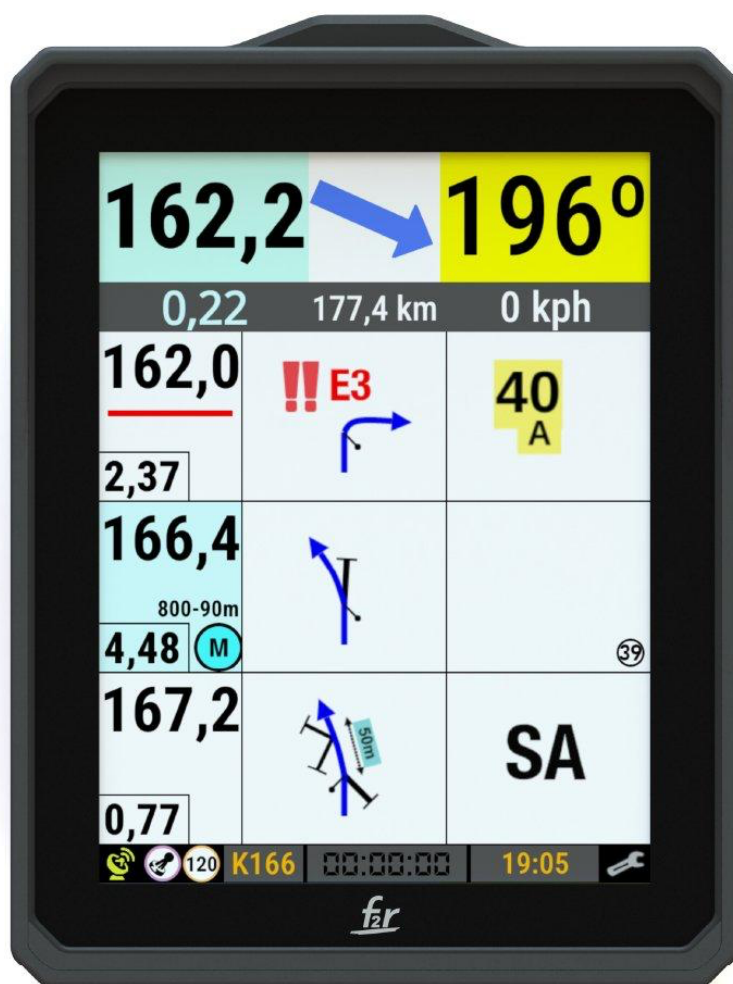 162,2 196º
0,22 177,4 km 0 kph
162,0
!! E3
40
A
2,37
166,4
800-90m
4,48 M
39
167,2
50m
SA
0,77
120 K166 00:00:00 19:05
f2r